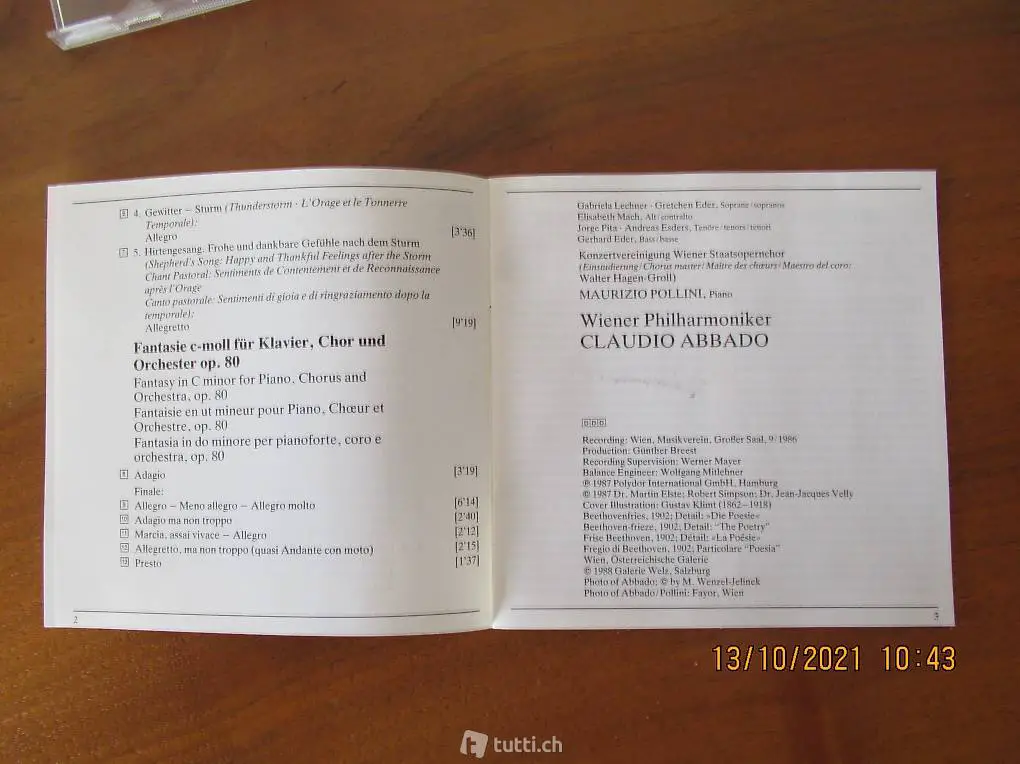 6 4. Gewitter – Sturm (Thunderstorm · L'Orage et le Tonnerre
Temporale):
Allegro [3'36]
7 5. Hirtengesang. Frohe und dankbare Gefühle nach dem Sturm
(Shepherd's Song: Happy and Thankful Feelings after the Storm
Chant Pastoral: Sentiments de Contentement et de Reconnaissance
après l'Orage
Canto pastorale: Sentimenti di gioia e di ringraziamento dopo la
temporale):
Allegretto [9'19]
Fantasie c-moll für Klavier, Chor und
Orchester op. 80
Fantasy in C minor for Piano, Chorus and
Orchestra, op. 80
Fantaisie en ut mineur pour Piano, Chœur et
Orchestre, op. 80
Fantasia in do minore per pianoforte, coro e
orchestra, op. 80
8 Adagio [3'19]
Finale:
9 Allegro – Meno allegro – Allegro molto [6'14]
10 Adagio ma non troppo [2'40]
11 Marcia, assai vivace – Allegro [2'12]
12 Allegretto, ma non troppo (quasi Andante con moto) [2'15]
13 Presto [1'37]
2
Gabriela Lechner · Gretchen Eder, Soprane/sopranos
Elisabeth Mach, Alt/contralto
Jorge Pita · Andreas Esders, Tenöre/tenors/tenori
Gerhard Eder, Bass/basse
Konzertvereinigung Wiener Staatsopernchor
(Einstudierung/Chorus master/Maître des chœurs/Maestro del coro:
Walter Hagen-Groll)
MAURIZIO POLLINI, Piano
Wiener Philharmoniker
CLAUDIO ABBADO
DDD
Recording: Wien, Musikverein, Großer Saal, 9/1986
Production: Günther Breest
Recording Supervision: Werner Mayer
Balance Engineer: Wolfgang Mitlehner
℗ 1987 Polydor International GmbH, Hamburg
© 1987 Dr. Martin Elste; Robert Simpson; Dr. Jean-Jacques Velly
Cover Illustration: Gustav Klimt (1862–1918)
Beethovenfries, 1902; Detail: »Die Poesie«
Beethoven-frieze, 1902; Detail: "The Poetry"
Frise Beethoven, 1902; Détail: «La Poésie»
Fregio di Beethoven, 1902; Particolare "Poesia"
Wien, Österreichische Galerie
© 1988 Galerie Welz, Salzburg
Photo of Abbado: © by M. Wenzel-Jelinek
Photo of Abbado/Pollini: Fayer, Wien
3
13/10/2021 10:43
tutti.ch